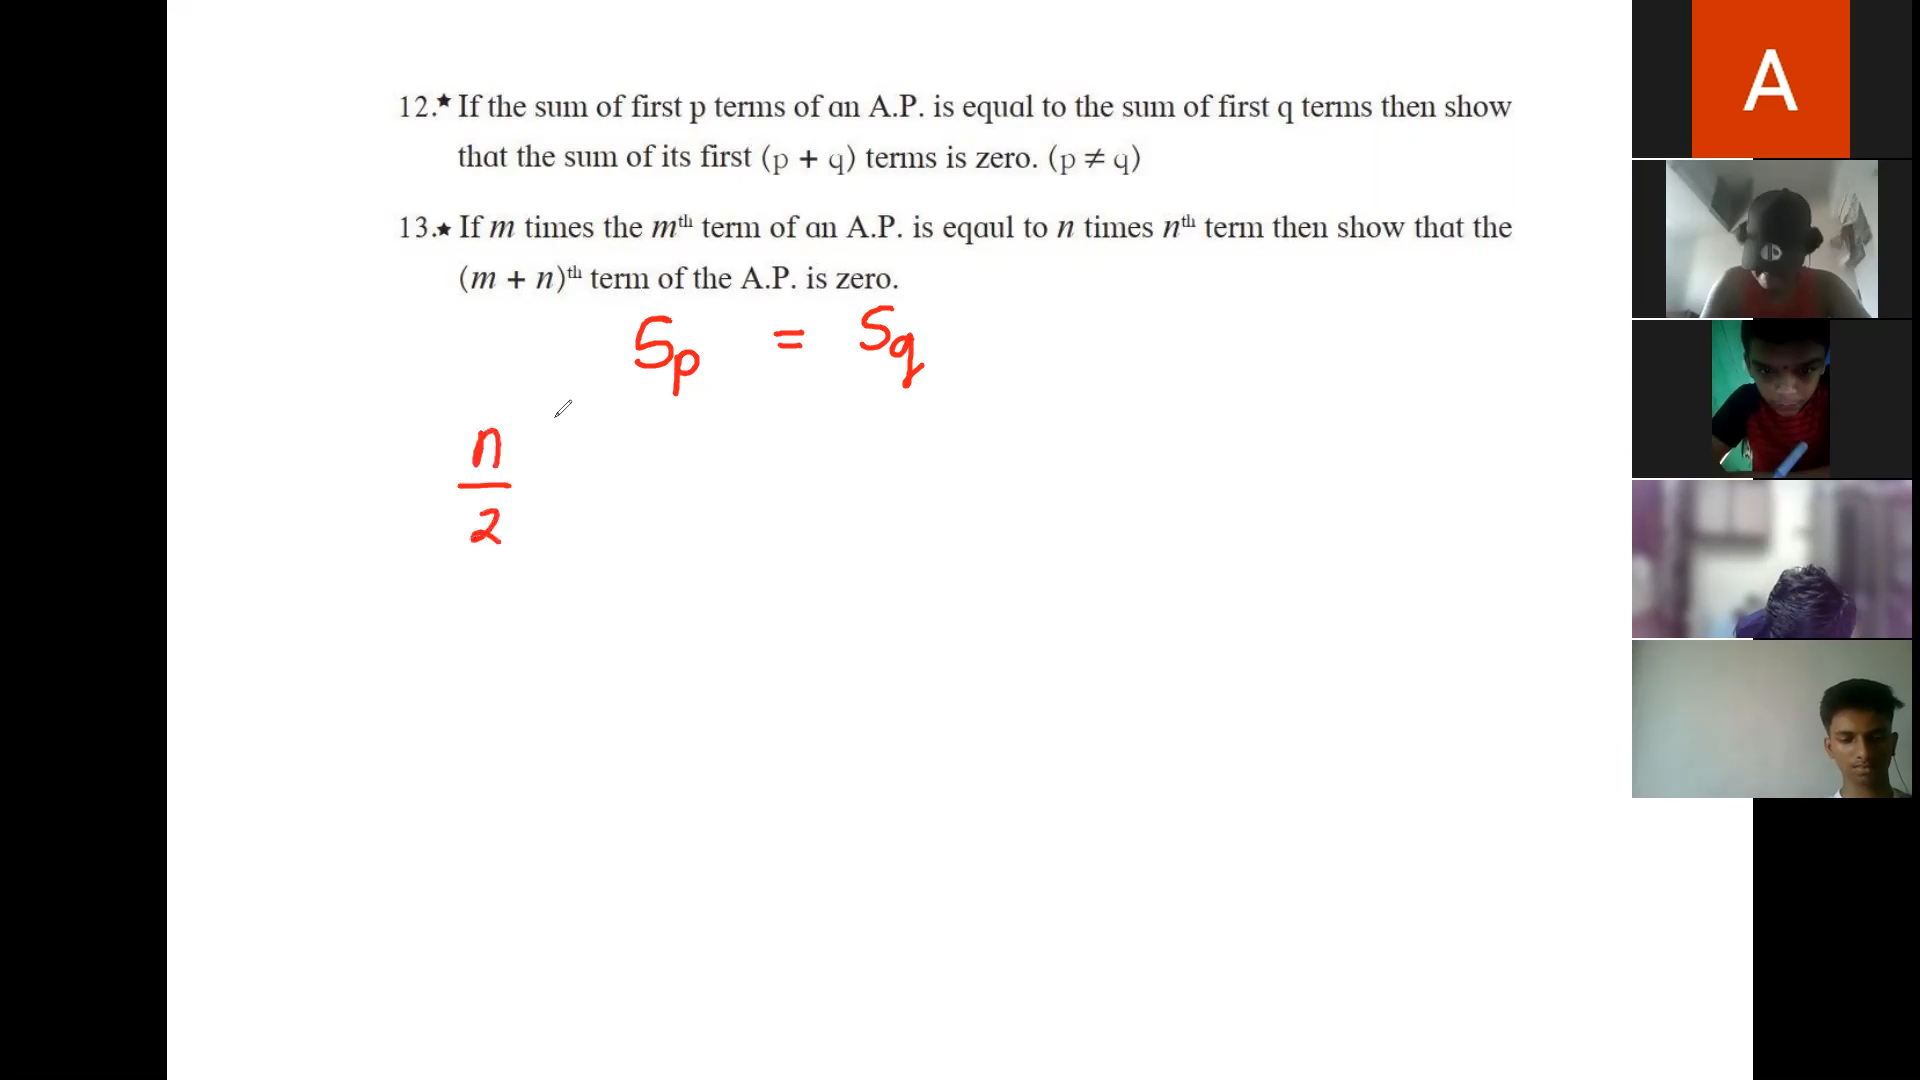 12.★ If the sum of first p terms of an A.P. is equal to the sum of first q terms then show
that the sum of its first (p + q) terms is zero. (p ≠ q)
13.★ If m times the mᵗʰ term of an A.P. is eqaul to n times nᵗʰ term then show that the
(m + n)ᵗʰ term of the A.P. is zero.
Sp = Sq
n
2
A